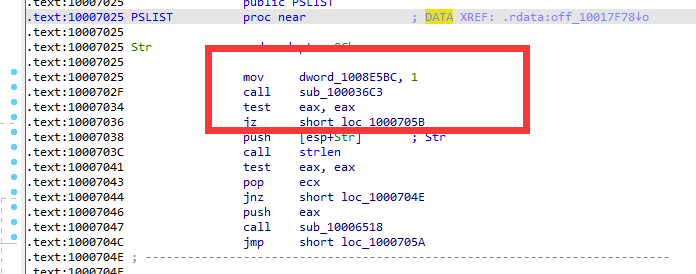 .text:10007025 public PSLIST
.text:10007025 PSLIST proc near ; DATA XREF: .rdata:off_10017F78↓o
.text:10007025
.text:10007025 Str
.text:10007025
.text:10007025 mov dword_1008E5BC, 1
.text:1000702F call sub_100036C3
.text:10007034 test eax, eax
.text:10007036 jz short loc_1000705B
.text:10007038 push [esp+Str] ; Str
.text:1000703C call strlen
.text:10007041 test eax, eax
.text:10007043 pop ecx
.text:10007044 jnz short loc_1000704E
.text:10007046 push eax
.text:10007047 call sub_10006518
.text:1000704C jmp short loc_1000705A
.text:1000704E ; ---------------------------------------------------------------------------
.text:1000704E